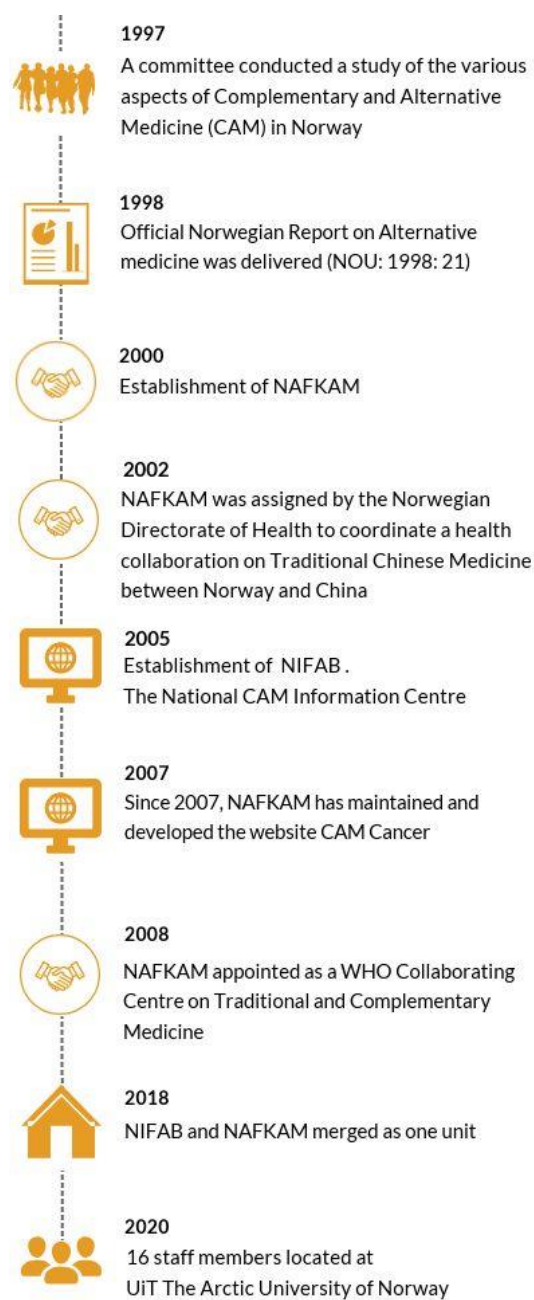 1997
A committee conducted a study of the various
aspects of Complementary and Alternative
Medicine (CAM) in Norway
1998
Official Norwegian Report on Alternative
medicine was delivered (NOU: 1998: 21)
2000
Establishment of NAFKAM
2002
NAFKAM was assigned by the Norwegian
Directorate of Health to coordinate a health
collaboration on Traditional Chinese Medicine
between Norway and China
2005
Establishment of NIFAB .
The National CAM Information Centre
2007
Since 2007, NAFKAM has maintained and
developed the website CAM Cancer
2008
NAFKAM appointed as a WHO Collaborating
Centre on Traditional and Complementary
Medicine
2018
NIFAB and NAFKAM merged as one unit
2020
16 staff members located at
UiT The Arctic University of Norway